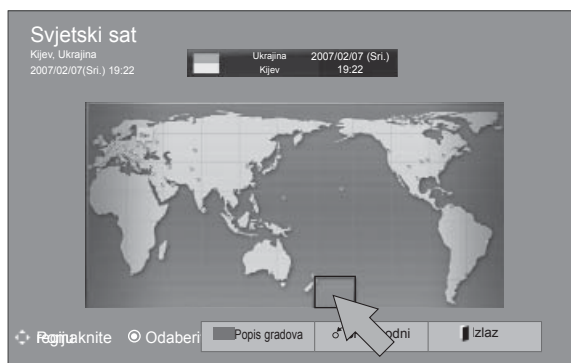 Svjetski sat
Kijev, Ukrajina
2007/02/07(Sri.) 19:22
Ukrajina 2007/02/07 (Sri.)
Kijev 19:22
Odaberi Popis gradova Izlaz